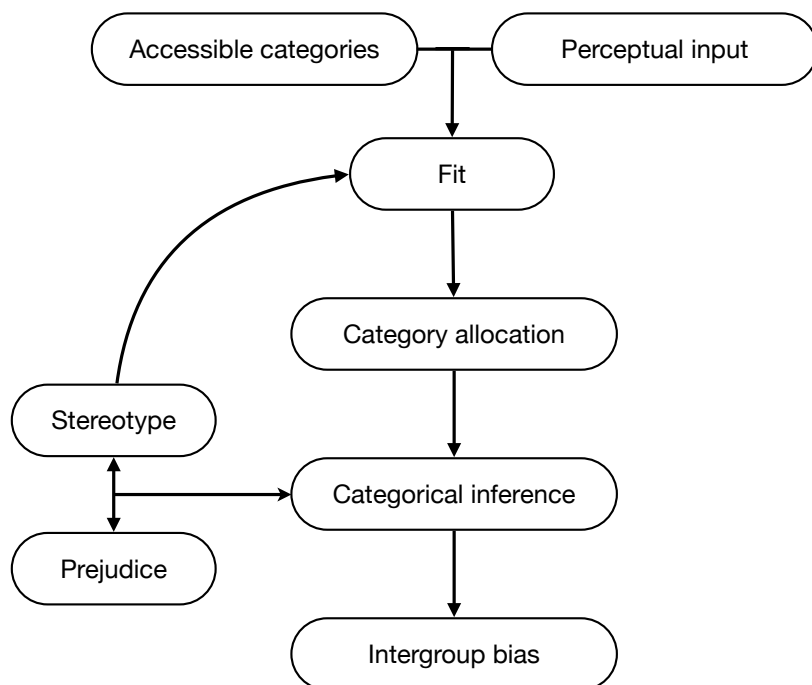 Accessible categories
Perceptual input
Fit
Category allocation
Stereotype
Categorical inference
Prejudice
Intergroup bias